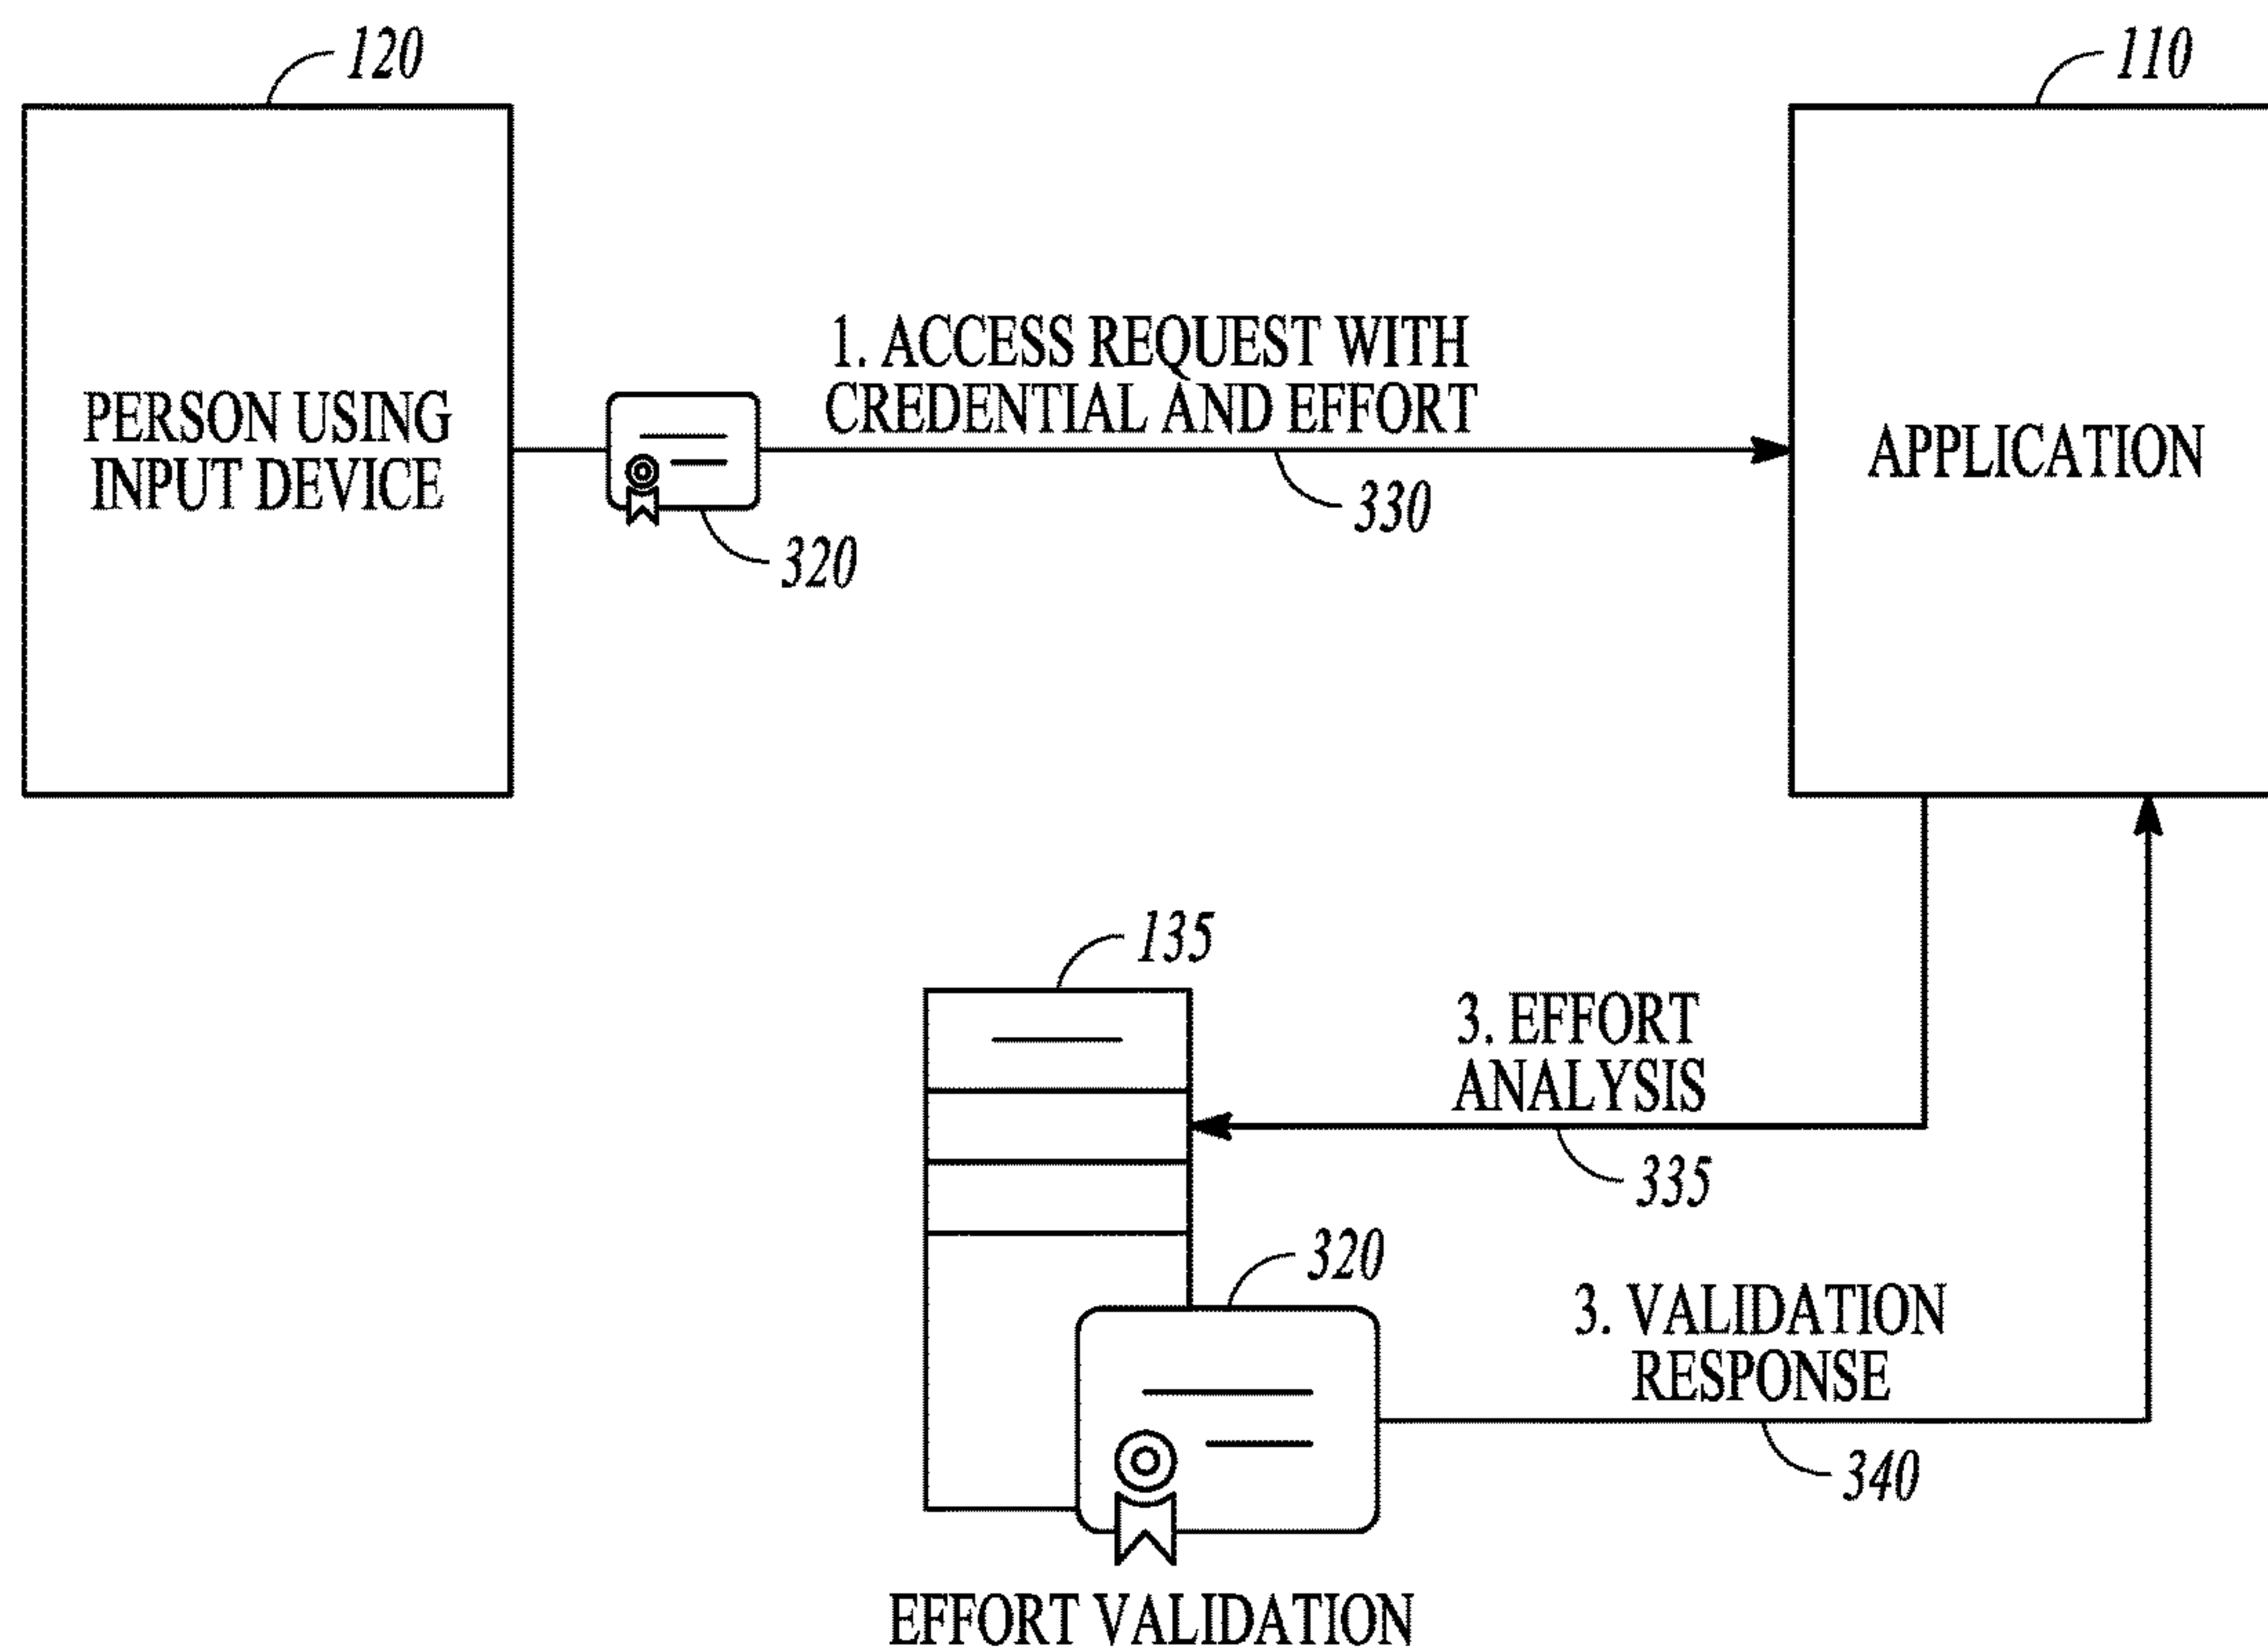 120
110
1. ACCESS REQUEST WITH
CREDENTIAL AND EFFORT
PERSON USING
INPUT DEVICE
APPLICATION
330
320
135
3. EFFORT
ANALYSIS
335
320
3. VALIDATION
RESPONSE
340
EFFORT VALIDATION